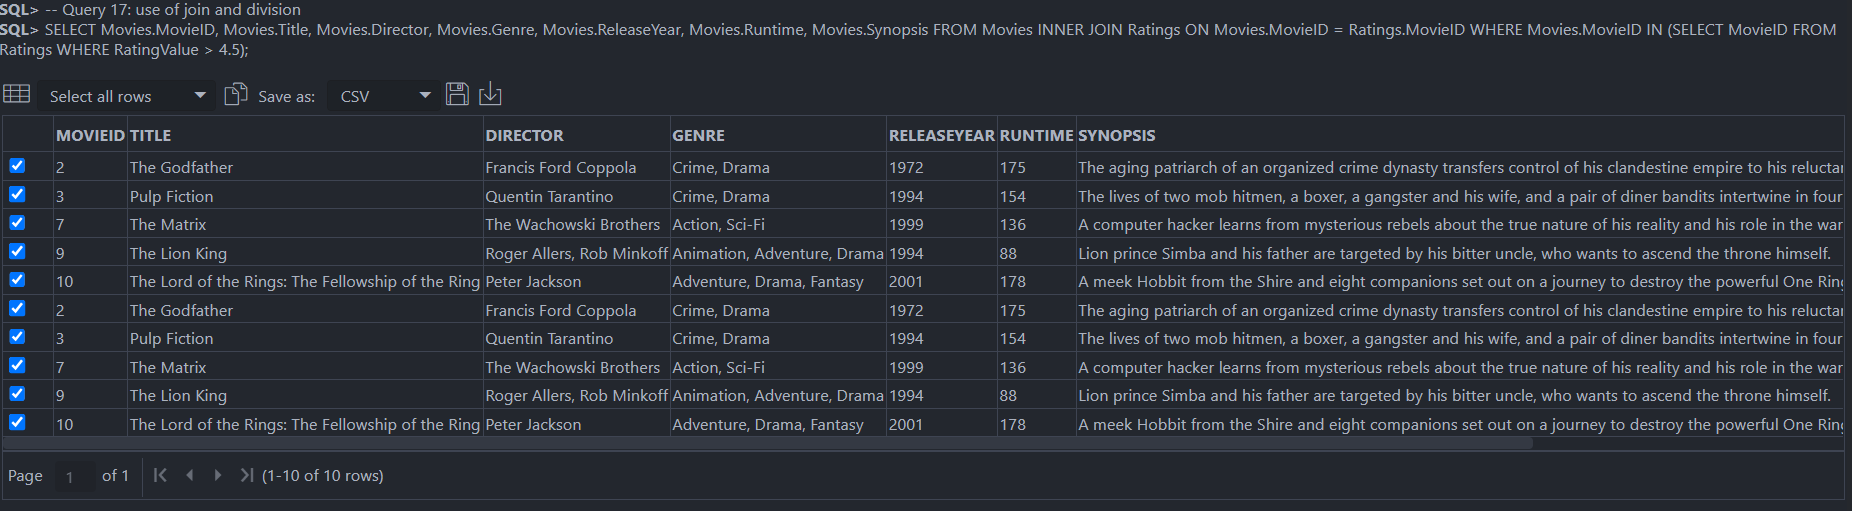 SQL> -- Query 17: use of join and division
SQL> SELECT Movies.MovieID, Movies.Title, Movies.Director, Movies.Genre, Movies.ReleaseYear, Movies.Runtime, Movies.Synopsis FROM Movies INNER JOIN Ratings ON Movies.MovieID = Ratings.MovieID WHERE Movies.MovieID IN (SELECT MovieID FROM
Ratings WHERE RatingValue > 4.5);
Select all rows Save as: CSV
MOVIEID TITLE DIRECTOR GENRE RELEASEYEAR RUNTIME SYNOPSIS
2 The Godfather Francis Ford Coppola Crime, Drama 1972 175 The aging patriarch of an organized crime dynasty transfers control of his clandestine empire to his reluctan
3 Pulp Fiction Quentin Tarantino Crime, Drama 1994 154 The lives of two mob hitmen, a boxer, a gangster and his wife, and a pair of diner bandits intertwine in four
7 The Matrix The Wachowski Brothers Action, Sci-Fi 1999 136 A computer hacker learns from mysterious rebels about the true nature of his reality and his role in the war
9 The Lion King Roger Allers, Rob Minkoff Animation, Adventure, Drama 1994 88 Lion prince Simba and his father are targeted by his bitter uncle, who wants to ascend the throne himself.
10 The Lord of the Rings: The Fellowship of the Ring Peter Jackson Adventure, Drama, Fantasy 2001 178 A meek Hobbit from the Shire and eight companions set out on a journey to destroy the powerful One Ring
2 The Godfather Francis Ford Coppola Crime, Drama 1972 175 The aging patriarch of an organized crime dynasty transfers control of his clandestine empire to his reluctan
3 Pulp Fiction Quentin Tarantino Crime, Drama 1994 154 The lives of two mob hitmen, a boxer, a gangster and his wife, and a pair of diner bandits intertwine in four
7 The Matrix The Wachowski Brothers Action, Sci-Fi 1999 136 A computer hacker learns from mysterious rebels about the true nature of his reality and his role in the war
9 The Lion King Roger Allers, Rob Minkoff Animation, Adventure, Drama 1994 88 Lion prince Simba and his father are targeted by his bitter uncle, who wants to ascend the throne himself.
10 The Lord of the Rings: The Fellowship of the Ring Peter Jackson Adventure, Drama, Fantasy 2001 178 A meek Hobbit from the Shire and eight companions set out on a journey to destroy the powerful One Ring
Page 1 of 1 (1-10 of 10 rows)